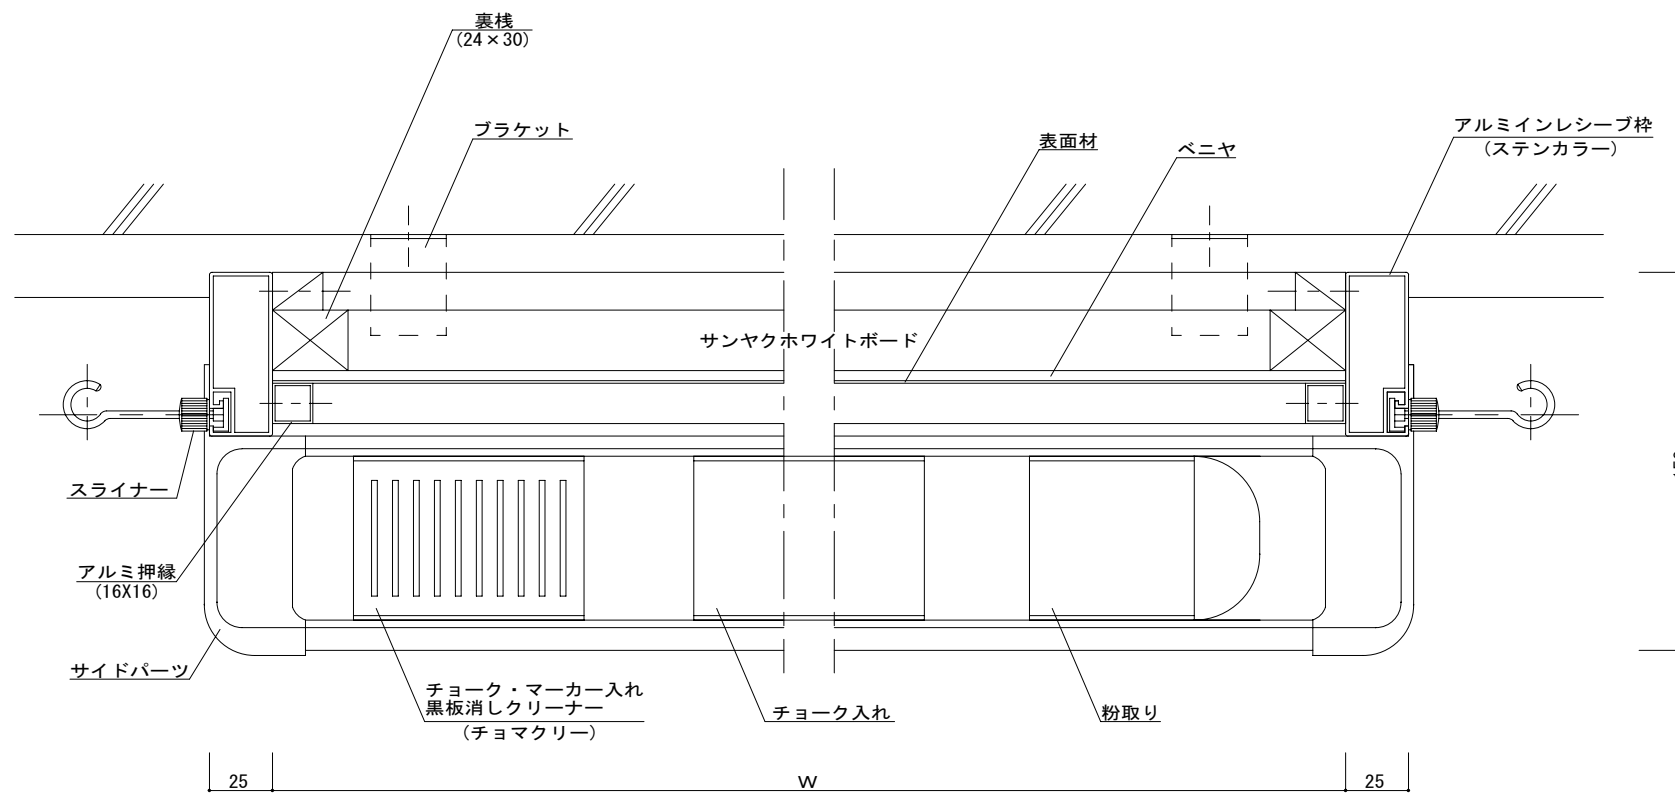 裏桟
(24×30)
ブラケット
表面材
ベニヤ
アルミインレシーブ枠
(ステンカラー)
サンヤクホワイトボード
スライナー
アルミ押縁
(16X16)
サイドパーツ
チョーク・マーカー入れ
黒板消しクリーナー
(チョマクリー)
チョーク入れ
粉取り
25
W
25